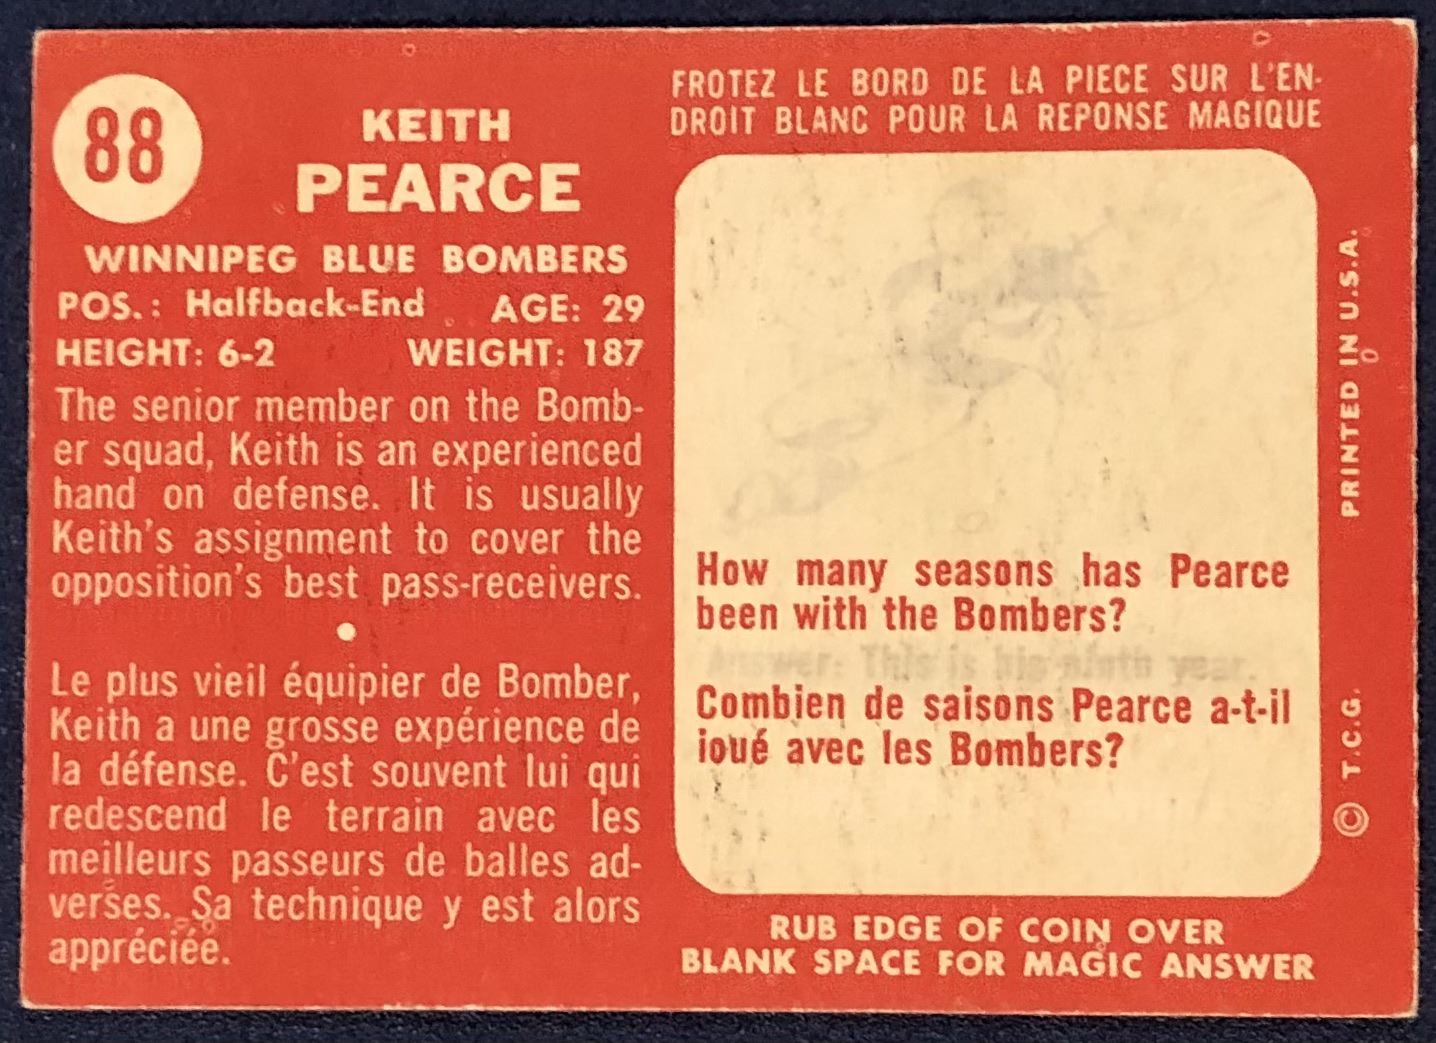 88
KEITH
PEARCE
WINNIPEG BLUE BOMBERS
POS.: Halfback-End AGE: 29
HEIGHT: 6-2 WEIGHT: 187
The senior member on the Bomb-
er squad, Keith is an experienced
hand on defense. It is usually
Keith's assignment to cover the
opposition's best pass-receivers.
Le plus vieil équipier de Bomber,
Keith a une grosse expérience de
la défense. C'est souvent lui qui
redescend le terrain avec les
meilleurs passeurs de balles ad-
verses. Sa technique y est alors
appréciée.
FROTEZ LE BORD DE LA PIECE SUR L'EN-
DROIT BLANC POUR LA REPONSE MAGIQUE
How many seasons has Pearce
been with the Bombers?
Answer: This is his ninth year.
Combien de saisons Pearce a-t-il
ioué avec les Bombers?
RUB EDGE OF COIN OVER
BLANK SPACE FOR MAGIC ANSWER
© T.C.G. PRINTED IN U.S.A.